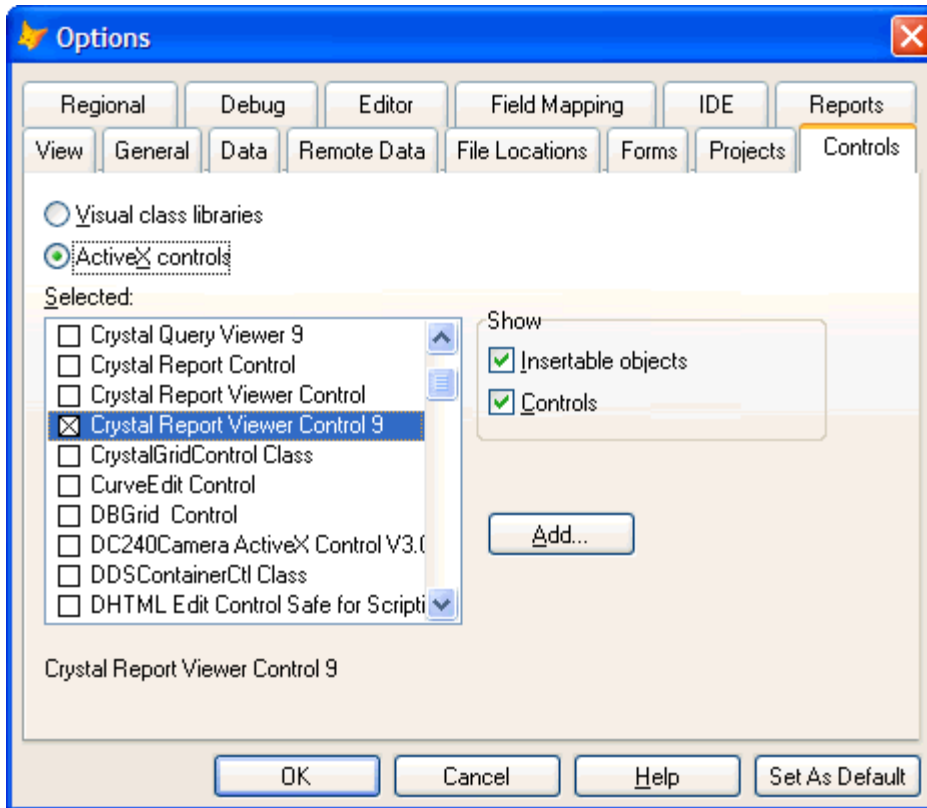 Options
Regional Debug Editor Field Mapping IDE Reports
View General Data Remote Data File Locations Forms Projects Controls
Visual class libraries
ActiveX controls
Selected:
Crystal Query Viewer 9
Crystal Report Control
Crystal Report Viewer Control
Crystal Report Viewer Control 9
CrystalGridControl Class
CurveEdit Control
DBGrid  Control
DC240Camera ActiveX Control V3.0
DDSContainerCtl Class
DHTML Edit Control Safe for Scripti
Show
Insertable objects
Controls
Add...
Crystal Report Viewer Control 9
OK Cancel Help Set As Default